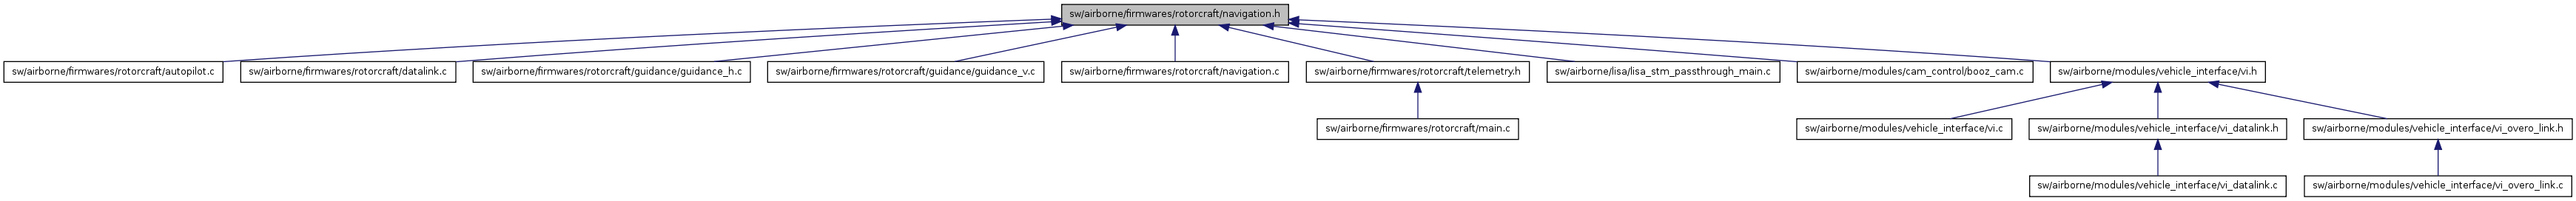 sw/airborne/firmwares/rotorcraft/navigation.h
sw/airborne/firmwares/rotorcraft/autopilot.c
sw/airborne/firmwares/rotorcraft/datalink.c
sw/airborne/firmwares/rotorcraft/guidance/guidance_h.c
sw/airborne/firmwares/rotorcraft/guidance/guidance_v.c
sw/airborne/firmwares/rotorcraft/navigation.c
sw/airborne/firmwares/rotorcraft/telemetry.h
sw/airborne/lisa/lisa_stm_passthrough_main.c
sw/airborne/modules/cam_control/booz_cam.c
sw/airborne/modules/vehicle_interface/vi.h
sw/airborne/firmwares/rotorcraft/main.c
sw/airborne/modules/vehicle_interface/vi.c
sw/airborne/modules/vehicle_interface/vi_datalink.h
sw/airborne/modules/vehicle_interface/vi_overo_link.h
sw/airborne/modules/vehicle_interface/vi_datalink.c
sw/airborne/modules/vehicle_interface/vi_overo_link.c